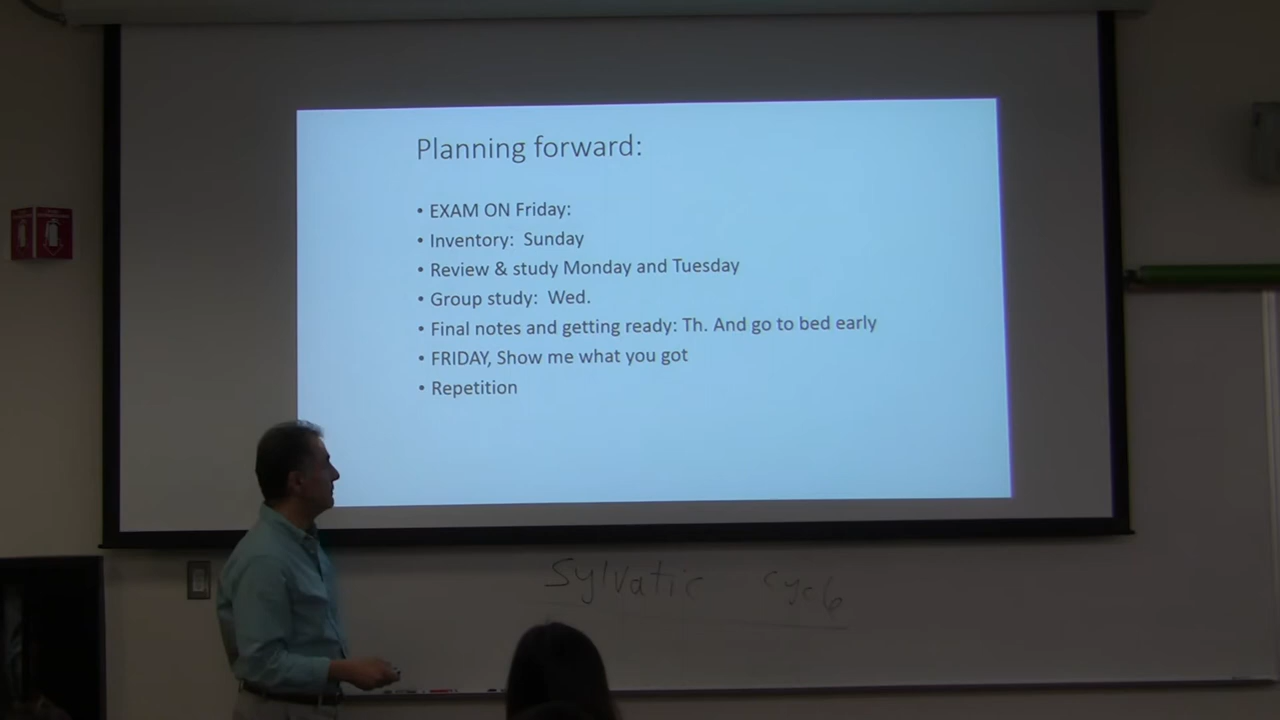 Planning forward:
• EXAM ON Friday:
• Inventory: Sunday
• Review & study Monday and Tuesday
• Group study: Wed.
• Final notes and getting ready: Th. And go to bed early
• FRIDAY, Show me what you got
• Repetition
Sylvatic cycle